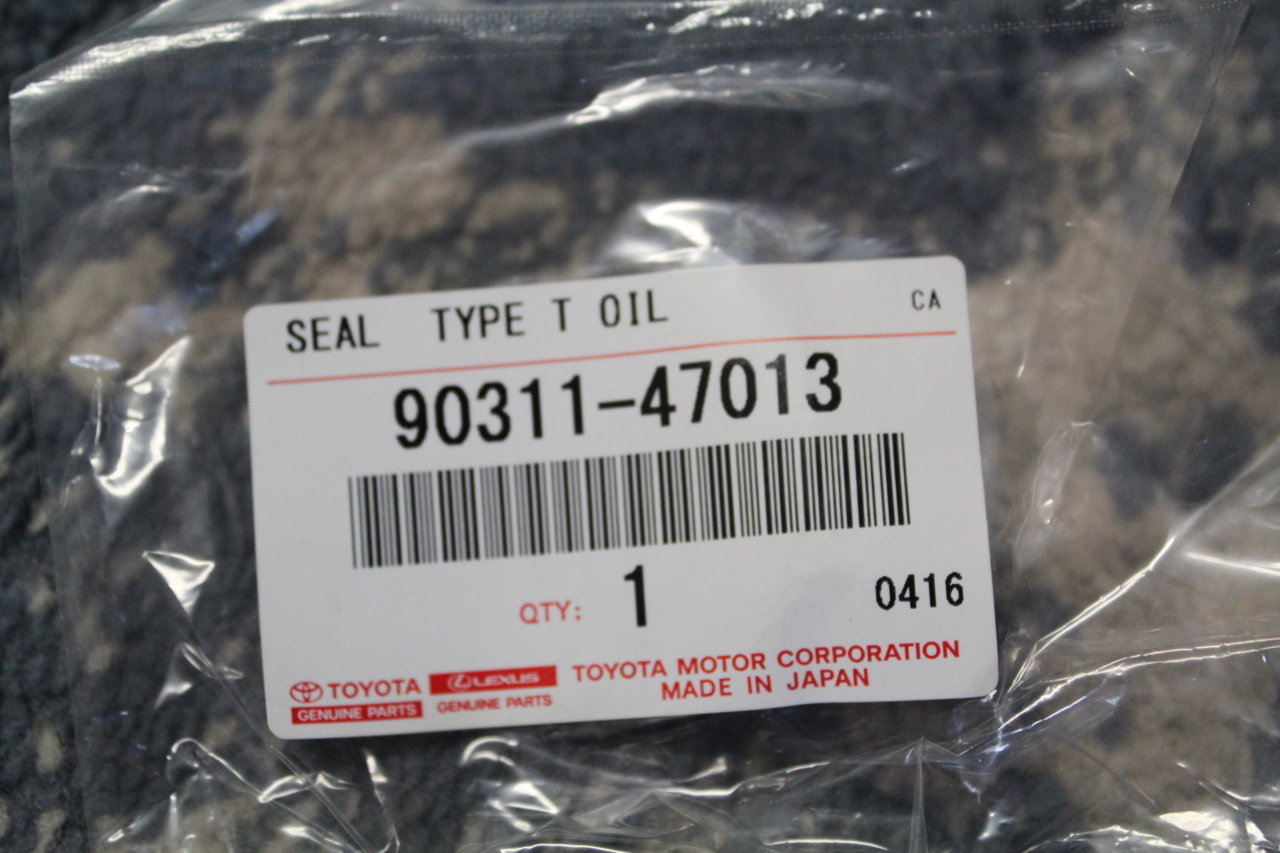 SEAL TYPE T OIL CA
90311-47013
QTY: 1 0416
TOYOTA GENUINE PARTS
LEXUS GENUINE PARTS
TOYOTA MOTOR CORPORATION
MADE IN JAPAN